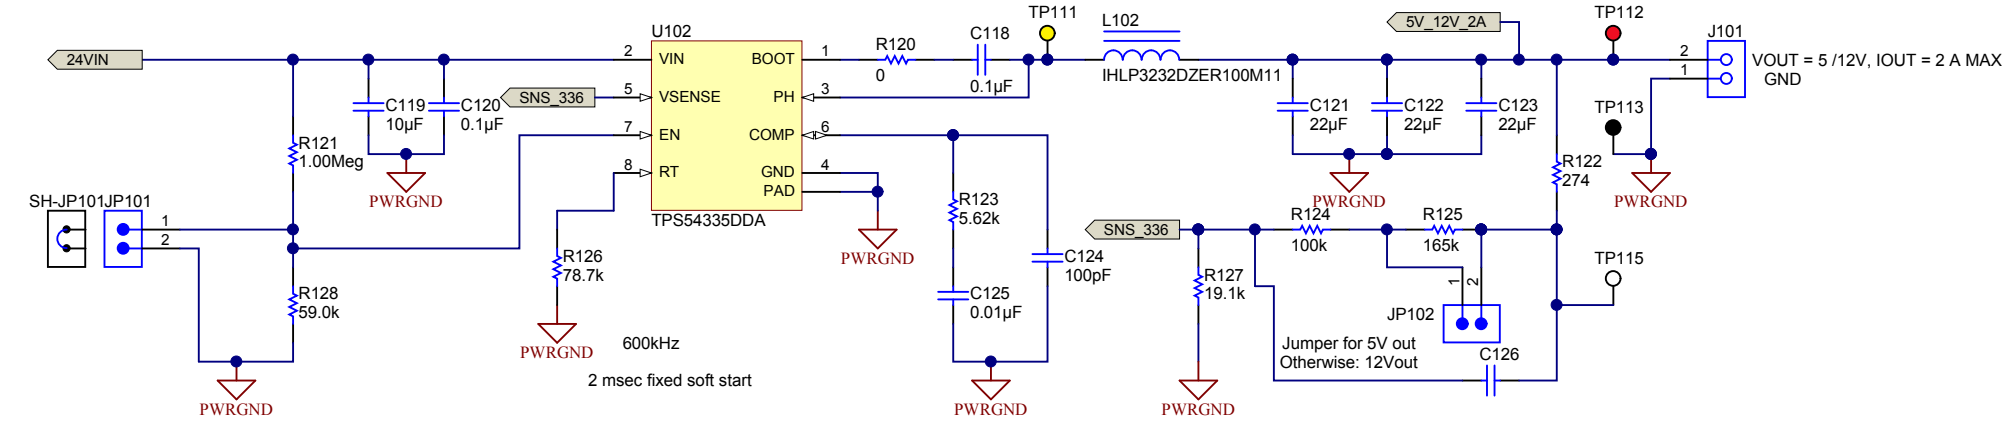 24VIN
R121
1.00Meg
SH-JP101
JP101
1
2
R128
59.0k
PWRGND
C119
10µF
C120
0.1µF
PWRGND
SNS_336
R126
78.7k
PWRGND
600kHz
2 msec fixed soft start
U102
2
VIN
5
VSENSE
7
EN
8
RT
BOOT
1
PH
3
COMP
6
GND
4
PAD
TPS54335DDA
PWRGND
R120
0
C118
0.1µF
TP111
R123
5.62k
C125
0.01µF
C124
100pF
PWRGND
L102
IHLP3232DZER100M11
5V_12V_2A
C121
22µF
C122
22µF
C123
22µF
PWRGND
TP112
J101
2
1
VOUT = 5 /12V, IOUT = 2 A MAX
GND
TP113
PWRGND
R122
274
SNS_336
R124
100k
R125
165k
R127
19.1k
PWRGND
1
2
JP102
Jumper for 5V out
Otherwise: 12Vout
C126
TP115